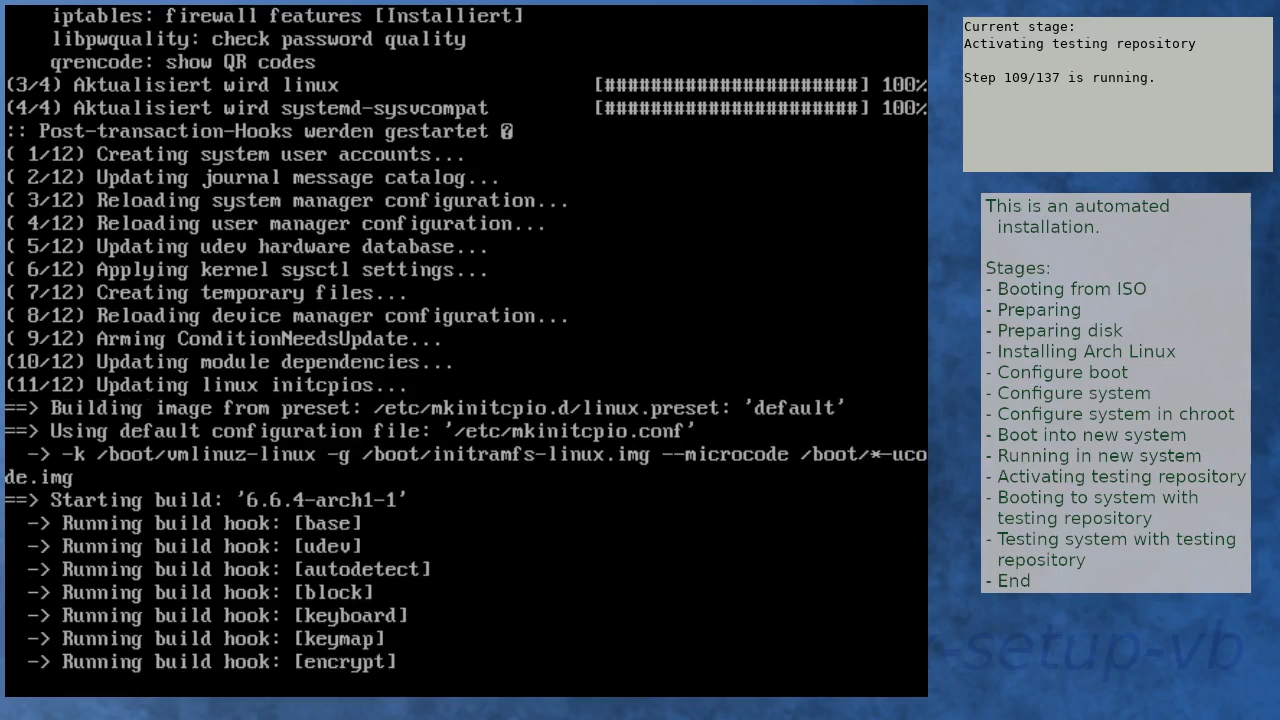 iptables: firewall features [Installiert]
libpwquality: check password quality
qrencode: show QR codes
(3/4) Aktualisiert wird linux [######################] 100%
(4/4) Aktualisiert wird systemd-sysvcompat [######################] 100%
:: Post-transaction-Hooks werden gestartet �
( 1/12) Creating system user accounts...
( 2/12) Updating journal message catalog...
( 3/12) Reloading system manager configuration...
( 4/12) Reloading user manager configuration...
( 5/12) Updating udev hardware database...
( 6/12) Applying kernel sysctl settings...
( 7/12) Creating temporary files...
( 8/12) Reloading device manager configuration...
( 9/12) Arming ConditionNeedsUpdate...
(10/12) Updating module dependencies...
(11/12) Updating linux initcpios...
==> Building image from preset: /etc/mkinitcpio.d/linux.preset: 'default'
==> Using default configuration file: '/etc/mkinitcpio.conf'
-> -k /boot/vmlinuz-linux -g /boot/initramfs-linux.img --microcode /boot/*-uco
de.img
==> Starting build: '6.6.4-arch1-1'
-> Running build hook: [base]
-> Running build hook: [udev]
-> Running build hook: [autodetect]
-> Running build hook: [block]
-> Running build hook: [keyboard]
-> Running build hook: [keymap]
-> Running build hook: [encrypt]
Current stage:
Activating testing repository
Step 109/137 is running.
This is an automated
installation.
Stages:
- Booting from ISO
- Preparing
- Preparing disk
- Installing Arch Linux
- Configure boot
- Configure system
- Configure system in chroot
- Boot into new system
- Running in new system
- Activating testing repository
- Booting to system with
testing repository
- Testing system with testing
repository
- End
-setup-vb